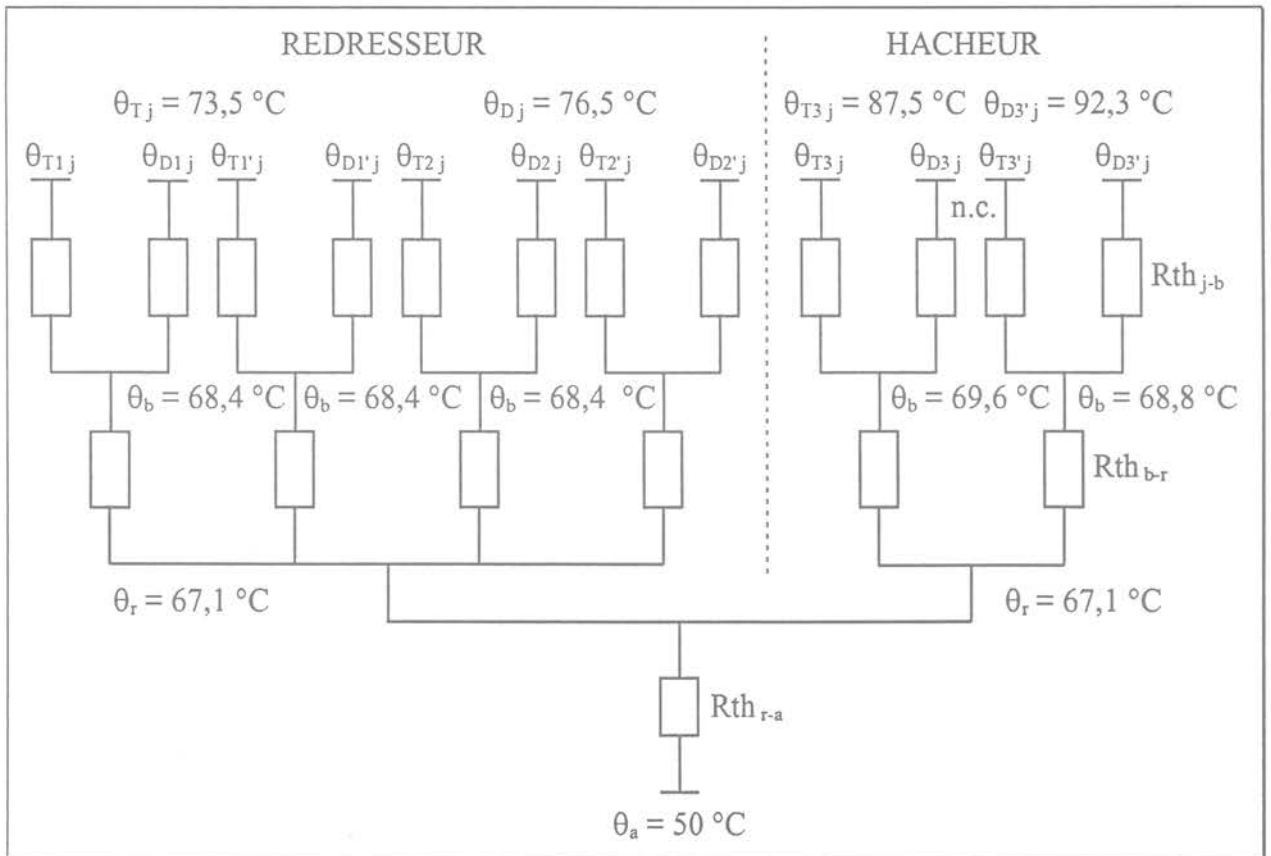 REDRESSEUR HACHEUR
θT j = 73,5 °C θD j = 76,5 °C θT3 j = 87,5 °C θD3' j = 92,3 °C
θT1 j θD1 j θT1' j θD1' j θT2 j θD2 j θT2' j θD2' j θT3 j θD3 j θT3' j θD3' j
n.c.
Rth j-b
θb = 68,4 °C θb = 68,4 °C θb = 68,4 °C θb = 69,6 °C θb = 68,8 °C
Rth b-r
θr = 67,1 °C θr = 67,1 °C
Rth r-a
θa = 50 °C